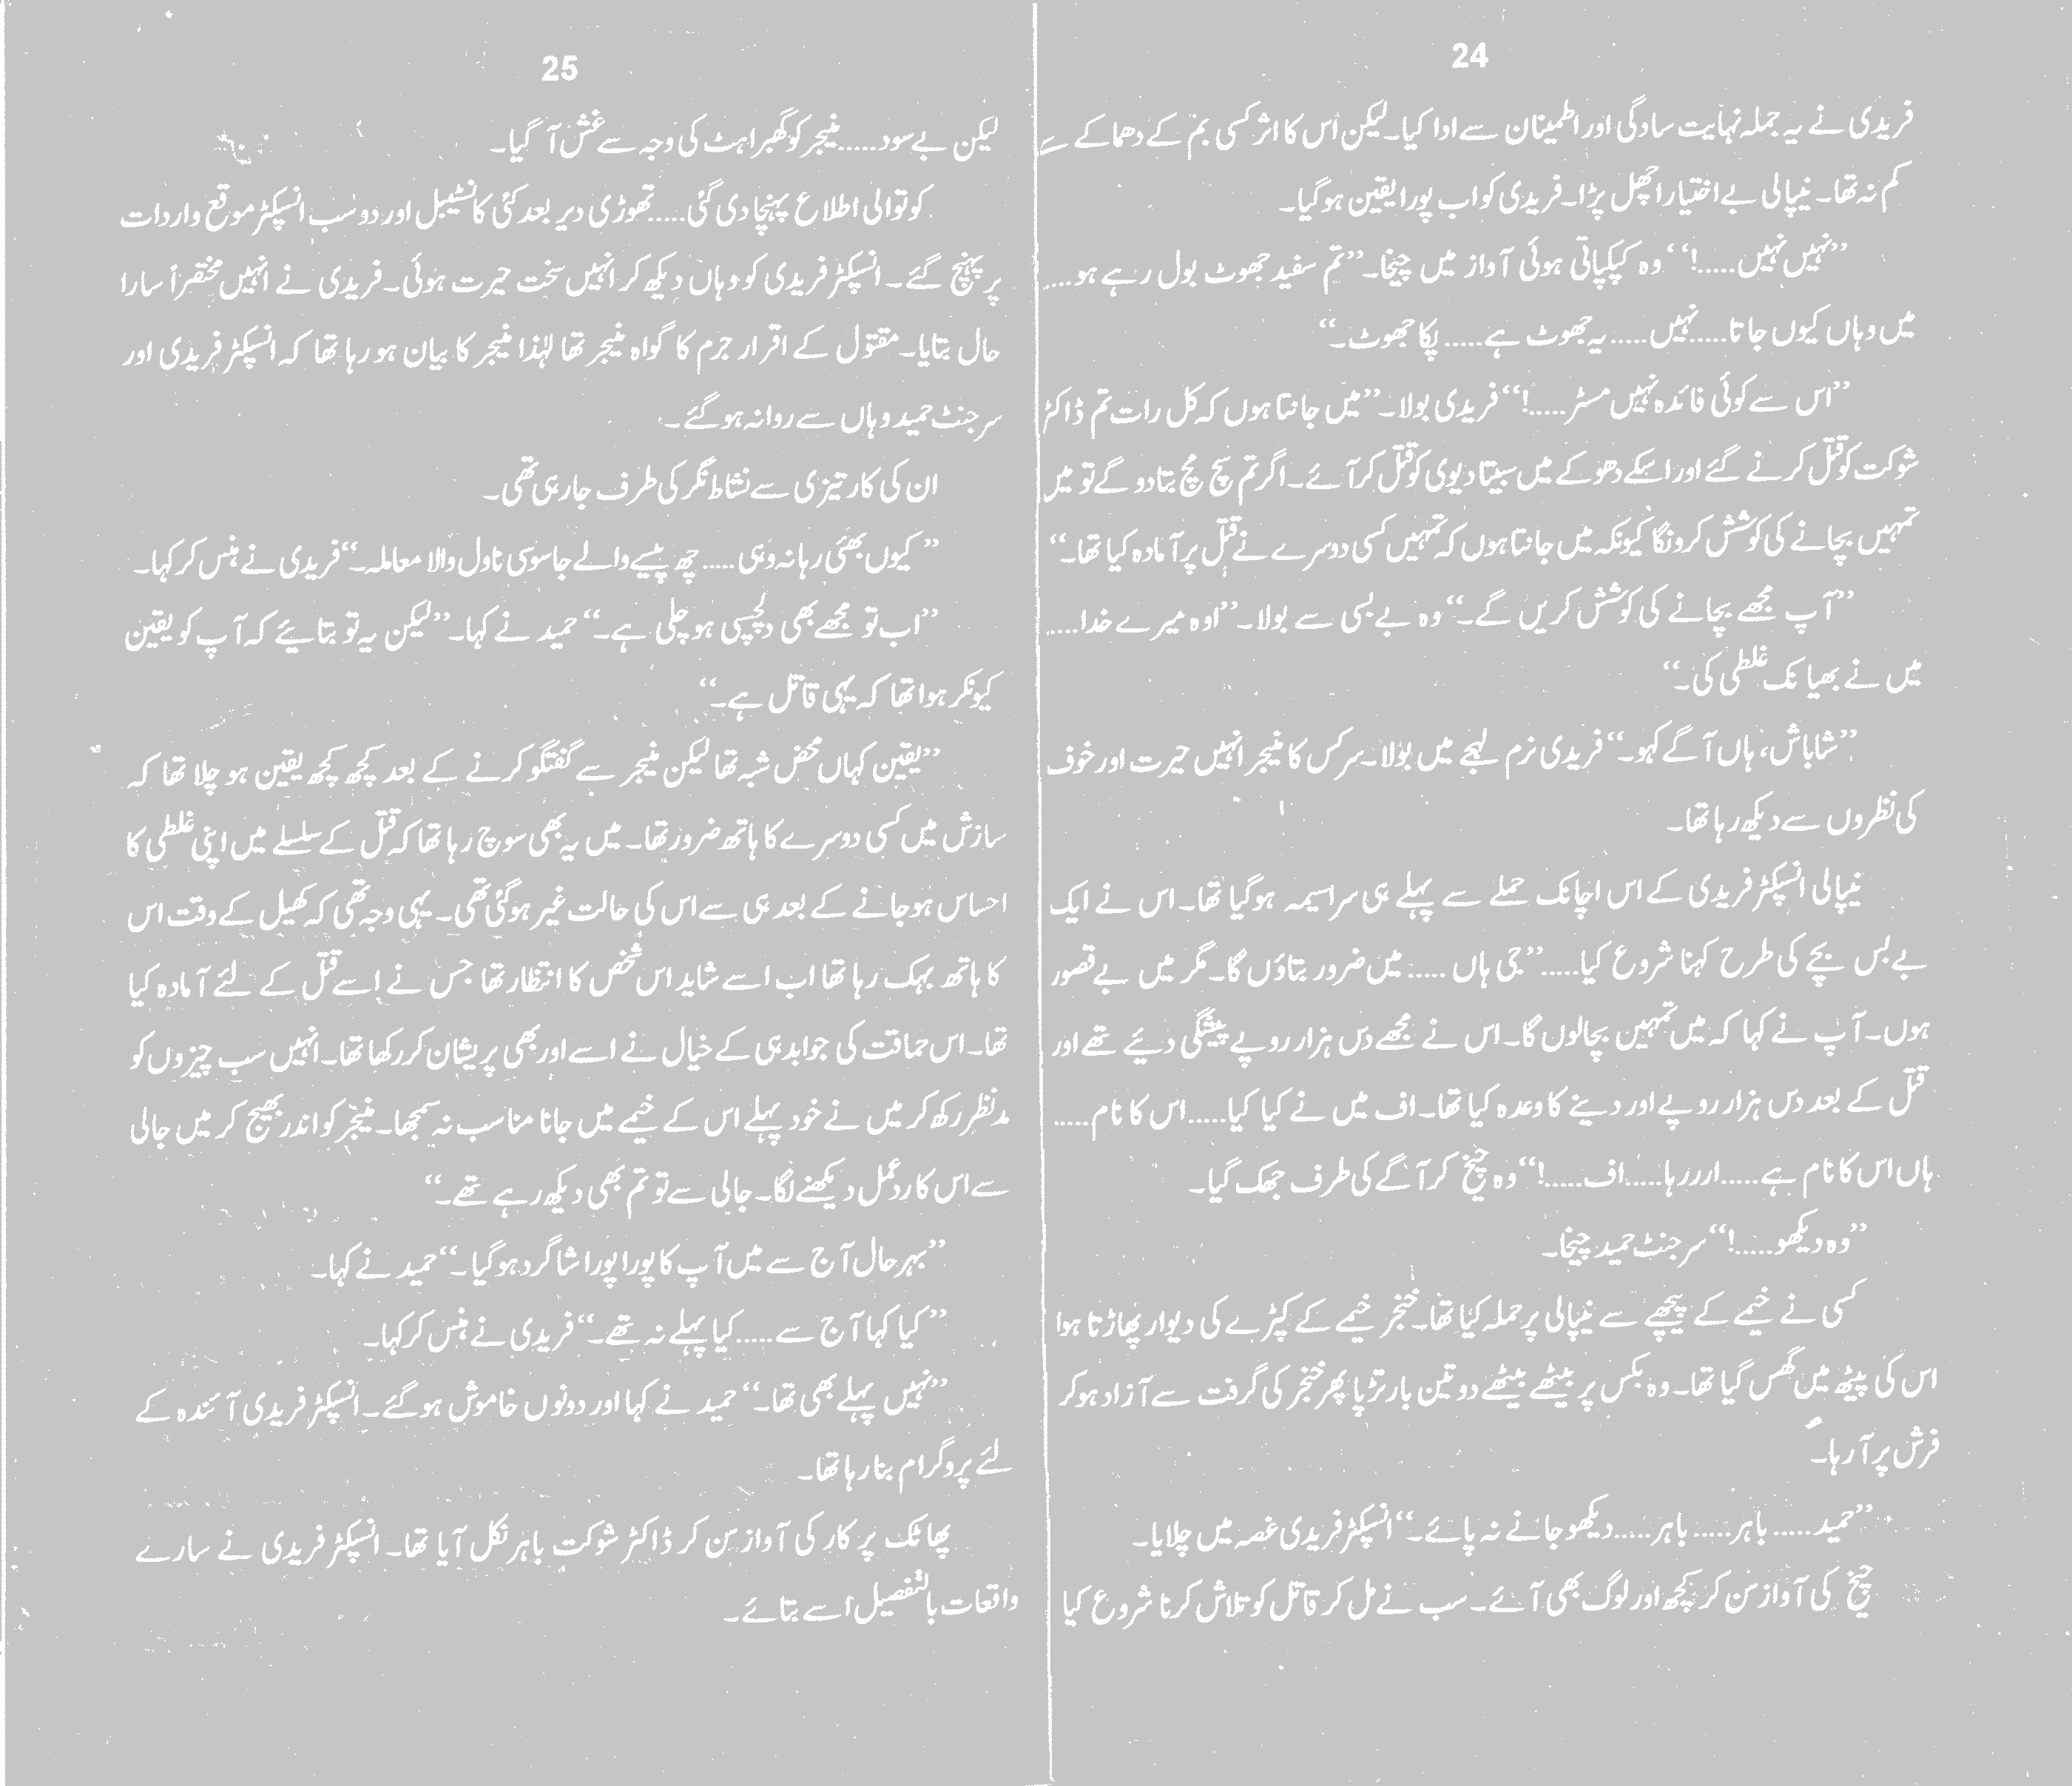 24
فریدی نے یہ جملہ نہایت سادگی اور اطمینان سے ادا کیا۔ لیکن اس کا اثر کسی بم کے دھماکے سے
کم نہ تھا۔ نیپالی بے اختیار اچھل پڑا۔ فریدی کو اب پورا یقین ہوگیا۔
”نہیں نہیں.....!“ وہ کپکپاتی ہوئی آواز میں چیخا۔ ”تم سفید جھوٹ بول رہے ہو.....
میں وہاں کیوں جاتا.....نہیں.....یہ جھوٹ ہے.....پکا جھوٹ۔“
”اس سے کوئی فائدہ نہیں مسٹر.....!“ فریدی بولا۔ ”میں جانتا ہوں کہ کل رات تم ڈاکٹر
شوکت کو قتل کرنے گئے اور اسکے دھوکے میں سیتا دیوی کو قتل کر آئے۔ اگر تم سچ مچ بتا دو گے تو میں
تمہیں بچانے کی کوشش کرونگا کیونکہ میں جانتا ہوں کہ تمہیں کسی دوسرے نے قتل پر آمادہ کیا تھا۔“
”آپ مجھے بچانے کی کوشش کریں گے۔“ وہ بے بسی سے بولا۔ ”اوہ میرے خدا.....
میں نے بھیانک غلطی کی۔“
”شاباش، ہاں آگے کہو۔“ فریدی نرم لہجے میں بولا۔ سرکس کا منیجر انہیں حیرت اور خوف
کی نظروں سے دیکھ رہا تھا۔
نیپالی انسپکٹر فریدی کے اس اچانک حملے سے پہلے ہی سراسیمہ ہوگیا تھا۔ اس نے ایک
بے بس بچے کی طرح کہنا شروع کیا.....”جی ہاں.....میں ضرور بتاؤں گا۔ مگر میں بے قصور
ہوں۔ آپ نے کہا کہ میں تمہیں بچالوں گا۔ اس نے مجھے دس ہزار روپے پیشگی دیئے تھے اور
قتل کے بعد دس ہزار روپے اور دینے کا وعدہ کیا تھا۔ اف میں نے کیا کیا.....اس کا نام.....
ہاں اس کا نام ہے.....ارررہا.....اف.....!“ وہ چیخ کر آگے کی طرف جھک گیا۔
”وہ دیکھو.....!“ سرجنٹ حمید چیخا۔
کسی نے خیمے کے پیچھے سے نیپالی پر حملہ کیا تھا۔ خنجر خیمے کے کپڑے کی دیوار پھاڑتا ہوا
اس کی پیٹھ میں گھس گیا تھا۔ وہ بکس پر بیٹھے بیٹھے دو تین بار تڑپا پھر خنجر کی گرفت سے آزاد ہوکر
فرش پر آرہا۔
”حمید.....باہر.....باہر.....دیکھو جانے نہ پائے۔“ انسپکٹر فریدی غصہ میں چلایا۔
چیخ کی آواز سن کر کچھ اور لوگ بھی آئے۔ سب نے مل کر قاتل کو تلاش کرنا شروع کیا
25
لیکن بے سود......منیجر کو گھبراہٹ کی وجہ سے غش آگیا۔
کوتوالی اطلاع پہنچا دی گئی.....تھوڑی دیر بعد کئی کانسٹیبل اور دو سب انسپکٹر موقع واردات
پر پہنچ گئے۔ انسپکٹر فریدی کو وہاں دیکھ کر انہیں سخت حیرت ہوئی۔ فریدی نے انہیں مختصراً سارا
حال بتایا۔ مقتول کے اقرار جرم کا گواہ منیجر تھا لہٰذا منیجر کا بیان ہو رہا تھا کہ انسپکٹر فریدی اور
سرجنٹ حمید وہاں سے روانہ ہوگئے۔
ان کی کار تیزی سے نشاط نگر کی طرف جارہی تھی۔
”کیوں بھئی رہا نہ وہی.....چھ پیسے والے جاسوسی ناول والا معاملہ۔“ فریدی نے ہنس کر کہا۔
”اب تو مجھے بھی دلچسپی ہو چلی ہے۔“ حمید نے کہا۔ ”لیکن یہ تو بتایئے کہ آپ کو یقین
کیونکر ہوا تھا کہ یہی قاتل ہے۔“
”یقین کہاں محض شبہ تھا لیکن منیجر سے گفتگو کرنے کے بعد کچھ کچھ یقین ہو چلا تھا کہ
سازش میں کسی دوسرے کا ہاتھ ضرور تھا۔ میں یہ بھی سوچ رہا تھا کہ قتل کے سلسلے میں اپنی غلطی کا
احساس ہوجانے کے بعد ہی سے اس کی حالت غیر ہوگئی تھی۔ یہی وجہ تھی کہ کھیل کے وقت اس
کا ہاتھ بہک رہا تھا اب اسے شاید اس شخص کا انتظار تھا جس نے اسے قتل کے لئے آمادہ کیا
تھا۔ اس حماقت کی جوابدہی کے خیال نے اسے اور بھی پریشان کر رکھا تھا۔ انہیں سب چیزوں کو
مدنظر رکھ کر میں نے خود پہلے اس کے خیمے میں جانا مناسب نہ سمجھا۔ منیجر کو اندر بھیج کر میں جالی
سے اس کا ردعمل دیکھنے لگا۔ جالی سے تو تم بھی دیکھ رہے تھے۔“
”بہرحال آج سے میں آپ کا پورا پورا شاگرد ہوگیا۔“ حمید نے کہا۔
”کیا کہا آج سے.....کیا پہلے نہ تھے۔“ فریدی نے ہنس کر کہا۔
”نہیں پہلے بھی تھا۔“ حمید نے کہا اور دونوں خاموش ہوگئے۔ انسپکٹر فریدی آئندہ کے
لئے پروگرام بنا رہا تھا۔
پھاٹک پر کار کی آواز سن کر ڈاکٹر شوکت باہر نکل آیا تھا۔ انسپکٹر فریدی نے سارے
واقعات بالتفصیل اسے بتائے۔